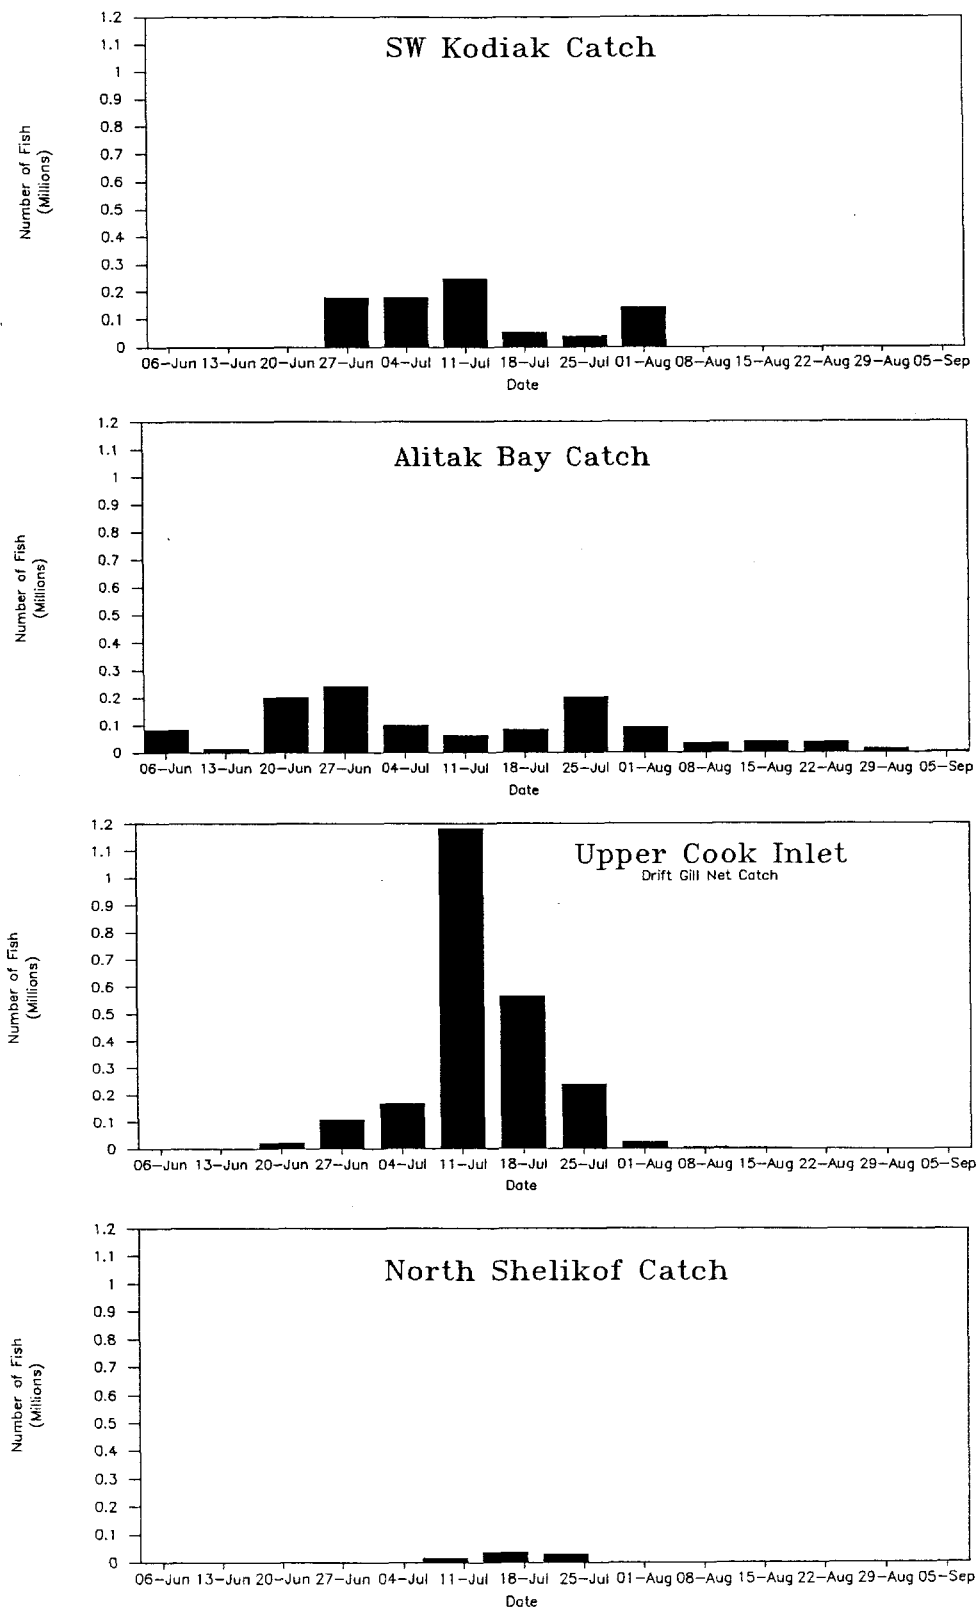 SW Kodiak Catch
Number of Fish
(Millions)
1.2
1.1
1
0.9
0.8
0.7
0.6
0.5
0.4
0.3
0.2
0.1
0
06-Jun 13-Jun 20-Jun 27-Jun 04-Jul 11-Jul 18-Jul 25-Jul 01-Aug 08-Aug 15-Aug 22-Aug 29-Aug 05-Sep
Date
Alitak Bay Catch
Number of Fish
(Millions)
1.2
1.1
1
0.9
0.8
0.7
0.6
0.5
0.4
0.3
0.2
0.1
0
06-Jun 13-Jun 20-Jun 27-Jun 04-Jul 11-Jul 18-Jul 25-Jul 01-Aug 08-Aug 15-Aug 22-Aug 29-Aug 05-Sep
Date
Upper Cook Inlet
Drift Gill Net Catch
Number of Fish
(Millions)
1.2
1.1
1
0.9
0.8
0.7
0.6
0.5
0.4
0.3
0.2
0.1
0
06-Jun 13-Jun 20-Jun 27-Jun 04-Jul 11-Jul 18-Jul 25-Jul 01-Aug 08-Aug 15-Aug 22-Aug 29-Aug 05-Sep
Date
North Shelikof Catch
Number of Fish
(Millions)
1.2
1.1
1
0.9
0.8
0.7
0.6
0.5
0.4
0.3
0.2
0.1
0
06-Jun 13-Jun 20-Jun 27-Jun 04-Jul 11-Jul 18-Jul 25-Jul 01-Aug 08-Aug 15-Aug 22-Aug 29-Aug 05-Sep
Date